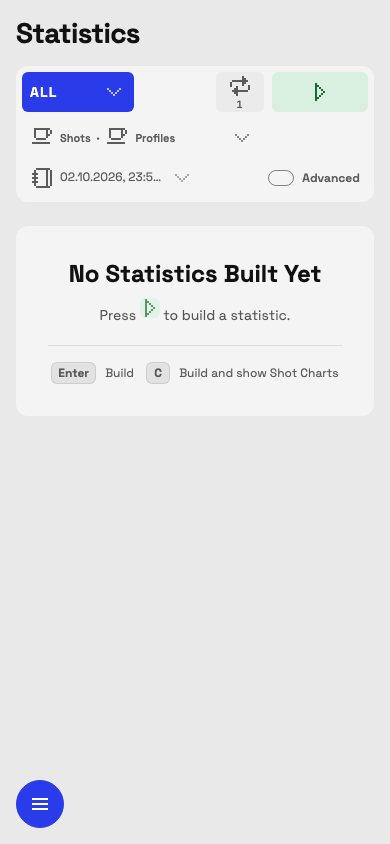 Statistics
ALL
1
Shots · Profiles
02.10.2026, 23:5...
Advanced
No Statistics Built Yet
Press to build a statistic.
Enter Build C Build and show Shot Charts